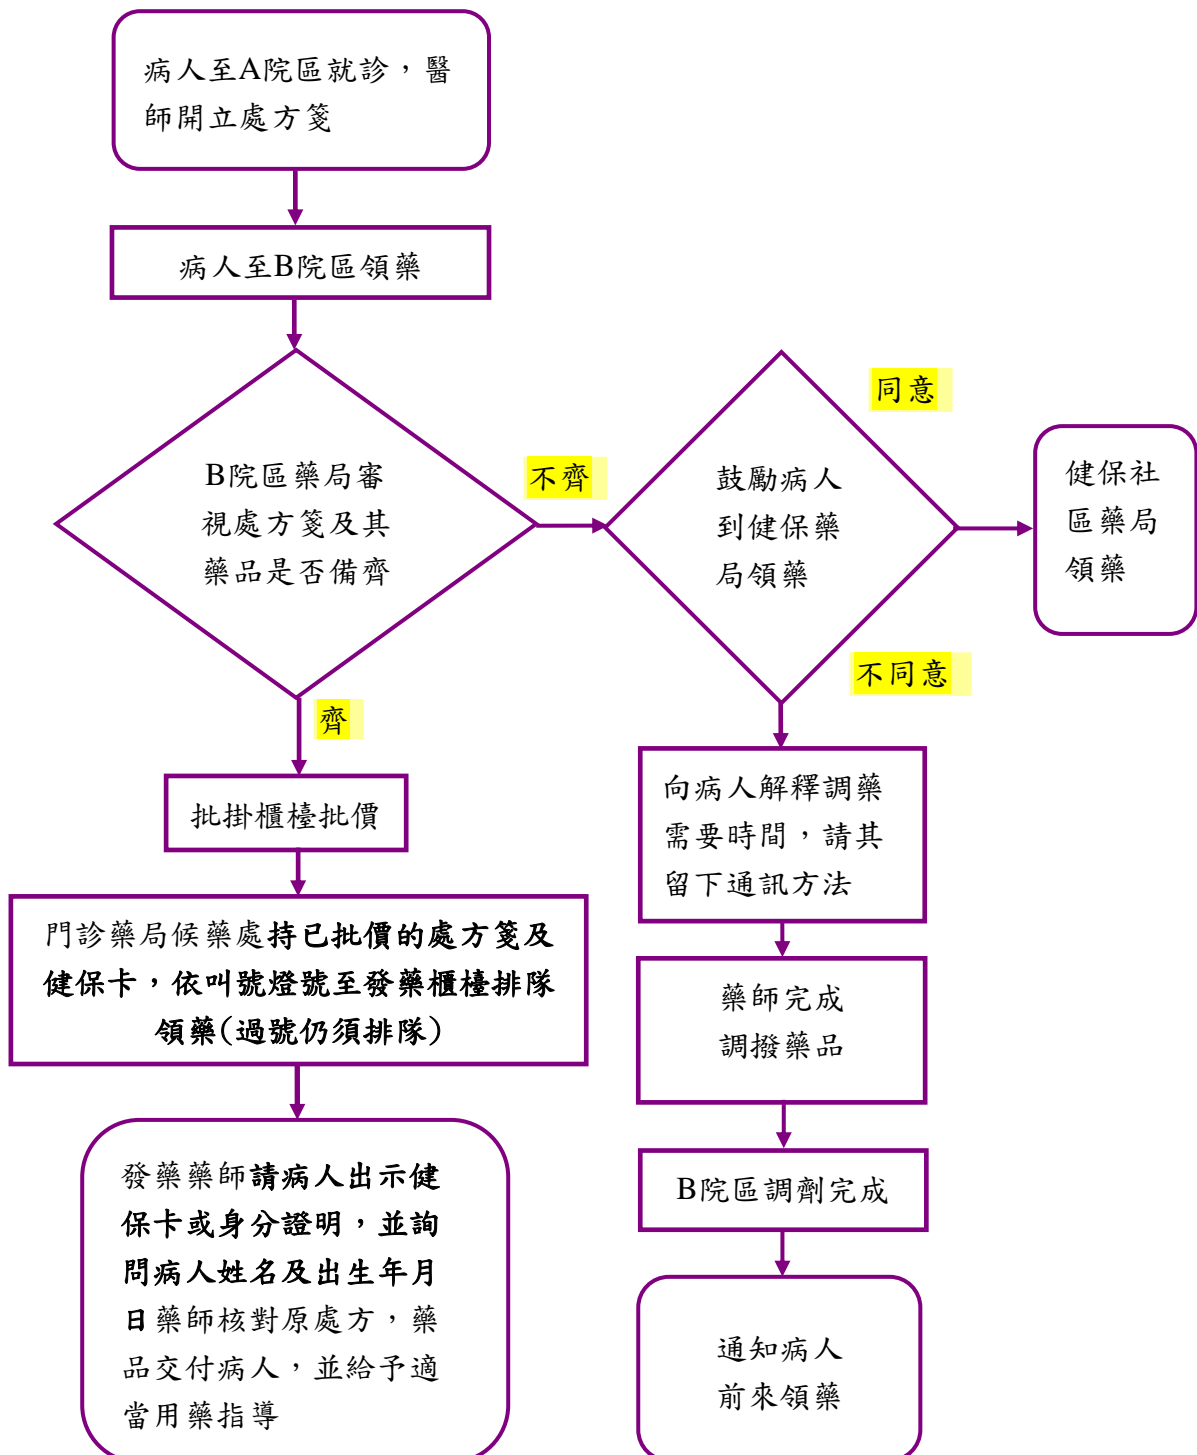 病人至A院區就診，醫
師開立處方箋
病人至B院區領藥
B院區藥局審
視處方箋及其
藥品是否備齊
不齊
鼓勵病人
到健保藥
局領藥
同意
健保社
區藥局
領藥
不同意
齊
批掛櫃檯批價
門診藥局候藥處持已批價的處方箋及
健保卡，依叫號燈號至發藥櫃檯排隊
領藥(過號仍須排隊)
發藥藥師請病人出示健
保卡或身分證明，並詢
問病人姓名及出生年月
日藥師核對原處方，藥
品交付病人，並給予適
當用藥指導
向病人解釋調藥
需要時間，請其
留下通訊方法
藥師完成
調撥藥品
B院區調劑完成
通知病人
前來領藥